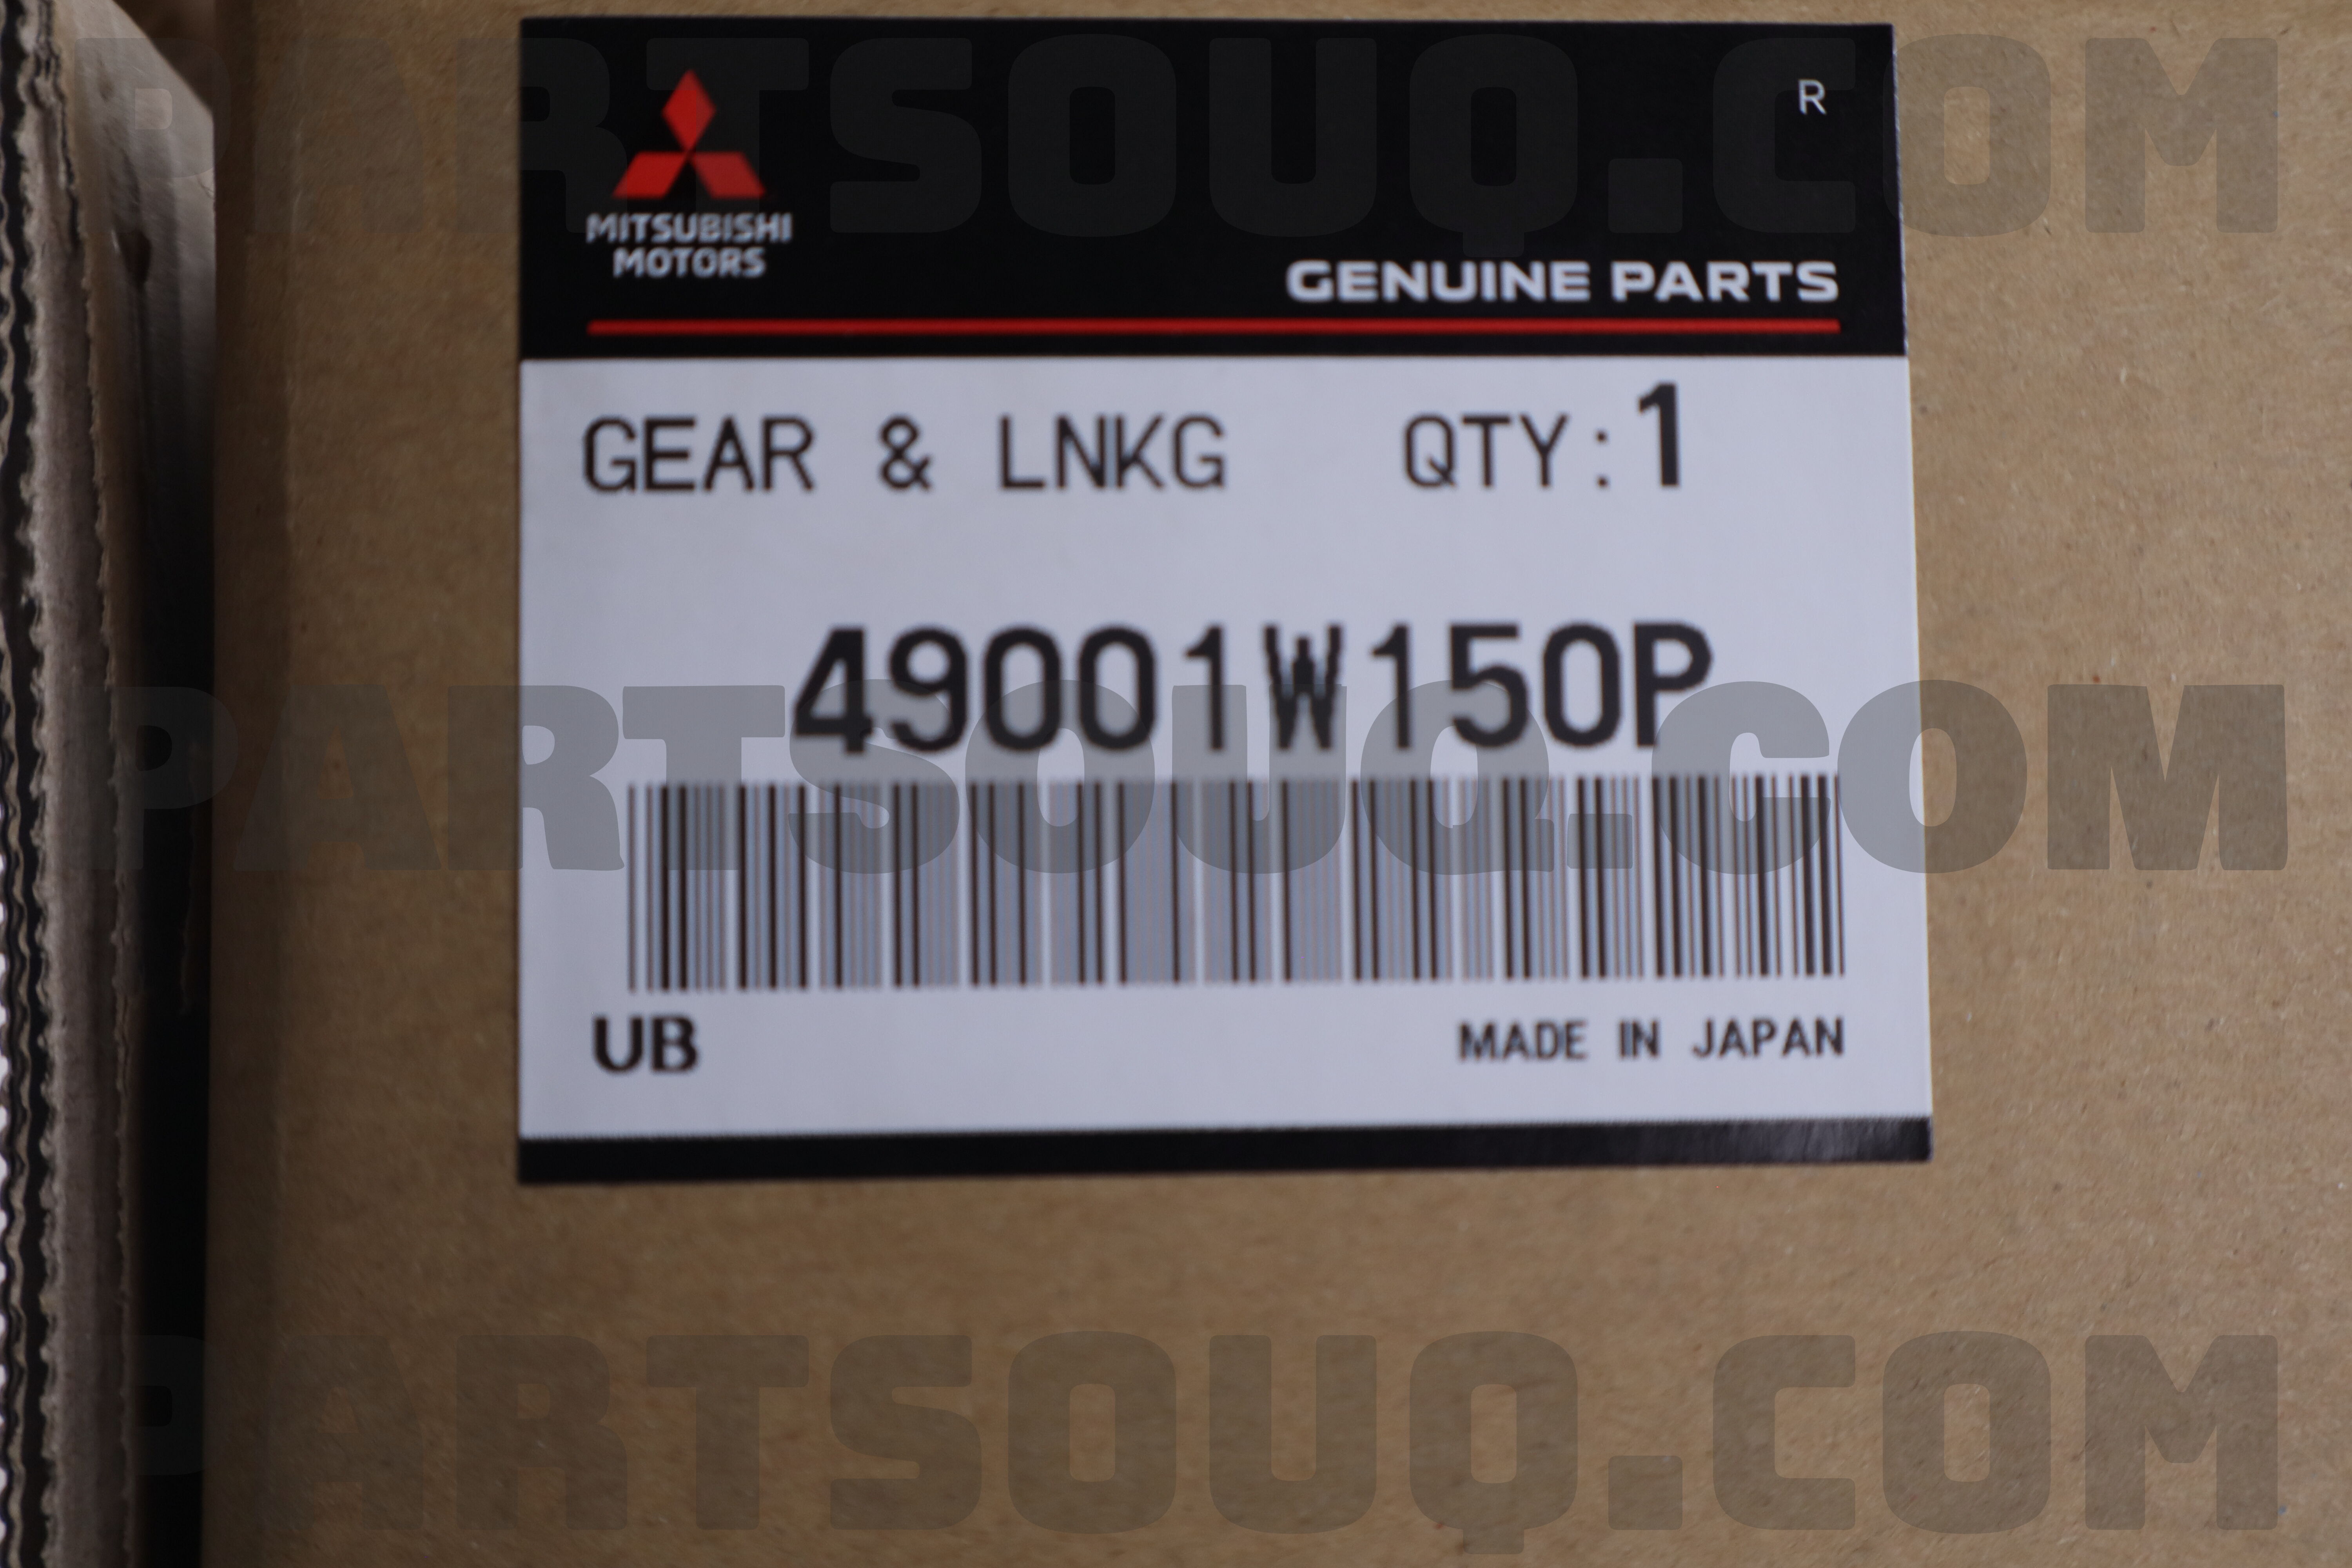 PARTSOUQ.COM
R
MITSUBISHI
MOTORS
GENUINE PARTS
GEAR & LNKG QTY:1
49001W150P
PARTSOUQ.COM
UB MADE IN JAPAN
PARTSOUQ.COM